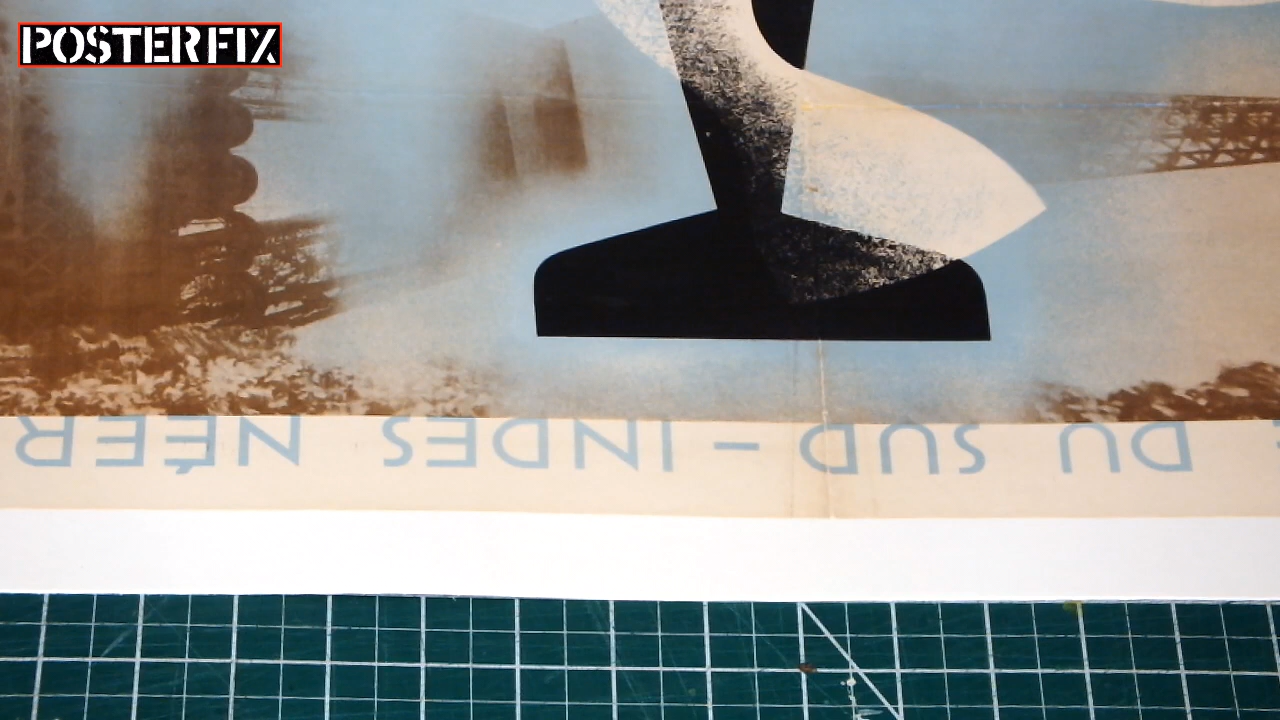 POSTERFIX
DU SUD – INDES NÉER